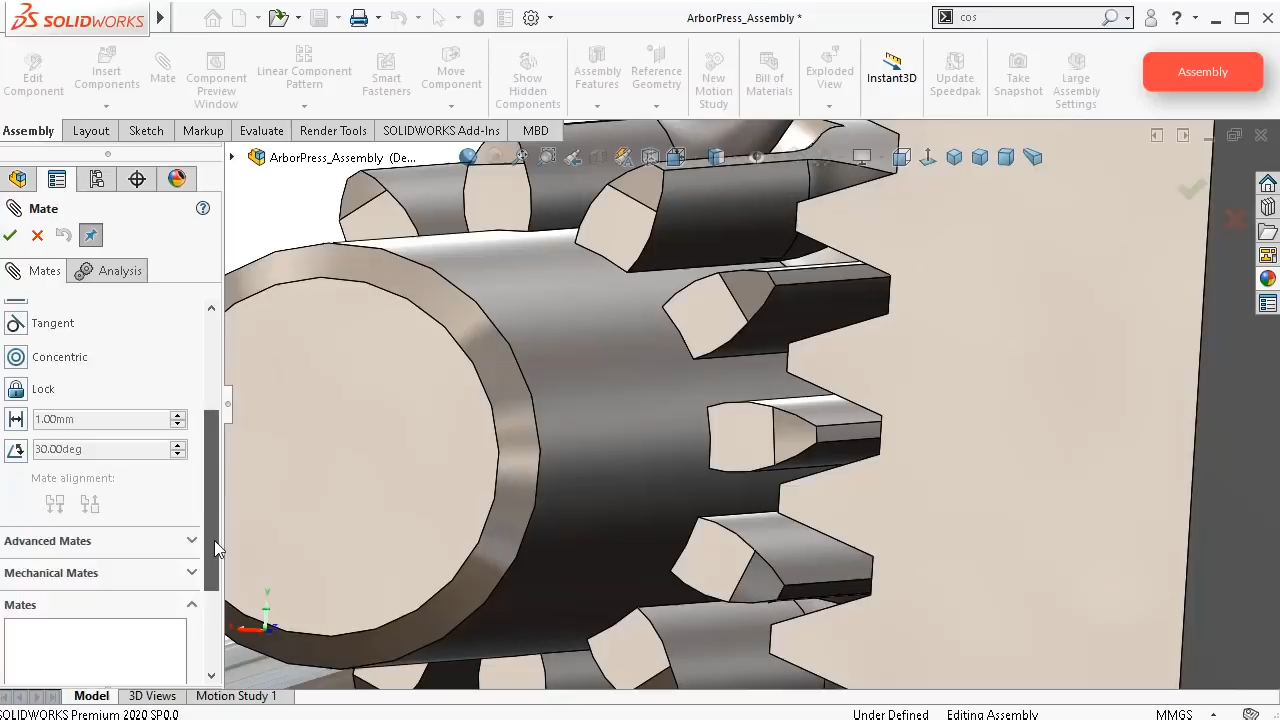 SOLIDWORKS
ArborPress_Assembly *
cos
Edit Component
Insert Components
Mate
Component Preview Window
Linear Component Pattern
Smart Fasteners
Move Component
Show Hidden Components
Assembly Features
Reference Geometry
New Motion Study
Bill of Materials
Exploded View
Instant3D
Update Speedpak
Take Snapshot
Large Assembly Settings
Assembly
Assembly Layout Sketch Markup Evaluate Render Tools SOLIDWORKS Add-Ins MBD
ArborPress_Assembly (De...
Mate
Mates
Analysis
Tangent
Concentric
Lock
1.00mm
30.00deg
Mate alignment:
Advanced Mates
Mechanical Mates
Mates
Model 3D Views Motion Study 1
SOLIDWORKS Premium 2020 SP0.0
Under Defined Editing Assembly MMGS